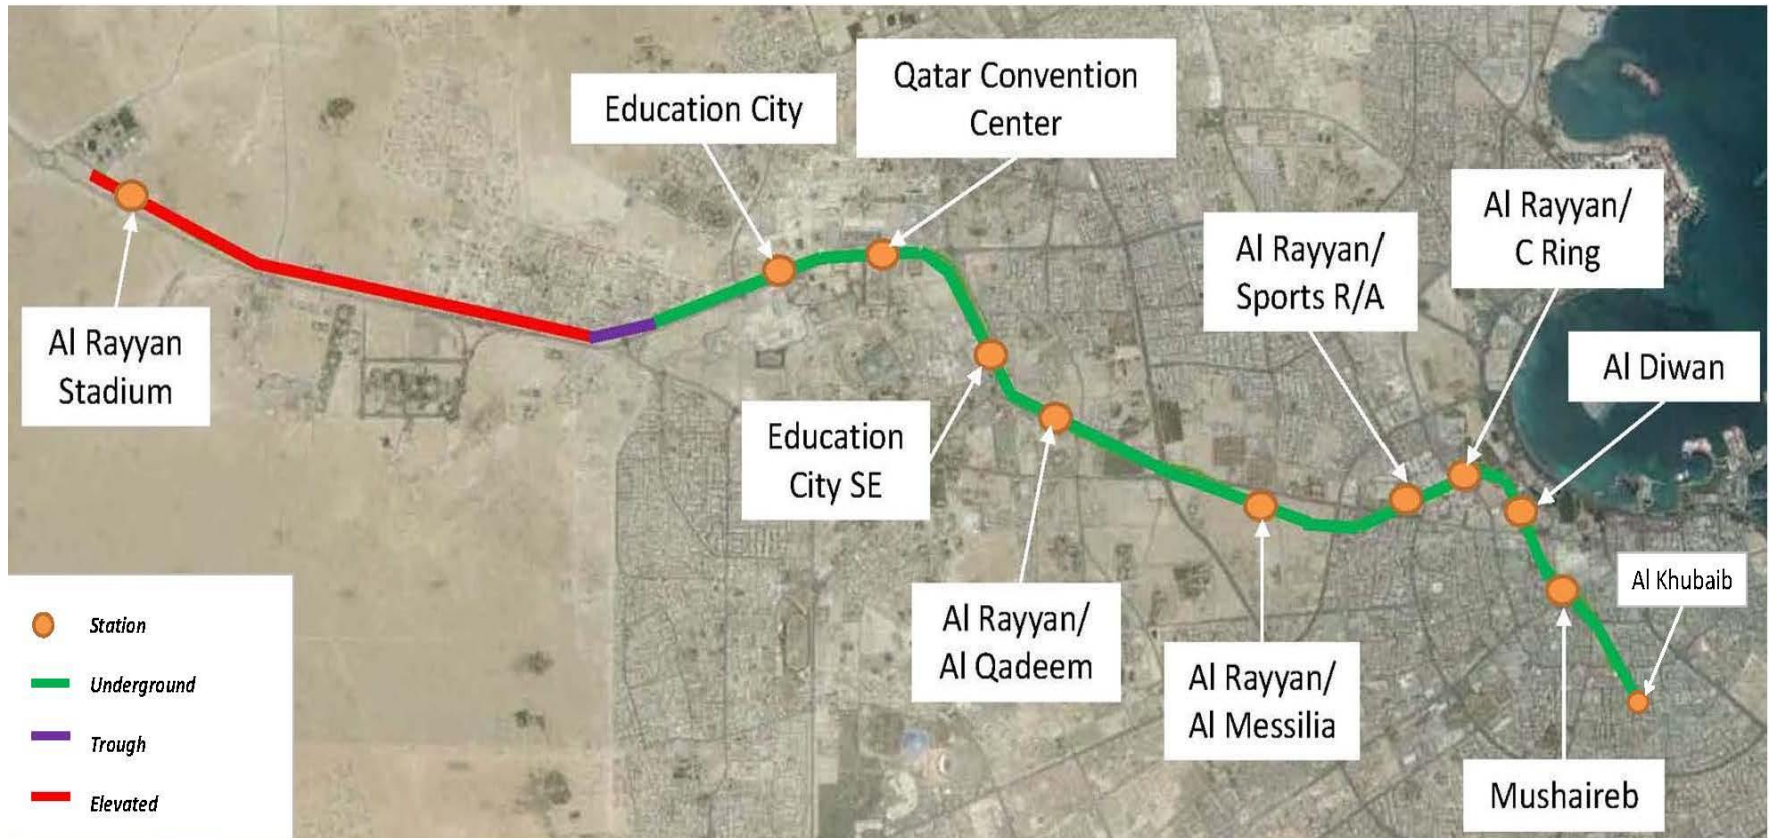 Education City
Qatar Convention
Center
Al Rayyan/
C Ring
Al Rayyan/
Sports R/A
Al Rayyan
Stadium
Al Diwan
Education
City SE
Al Khubaib
Al Rayyan/
Al Qadeem
Al Rayyan/
Al Messilia
Mushaireb
Station
Underground
Trough
Elevated